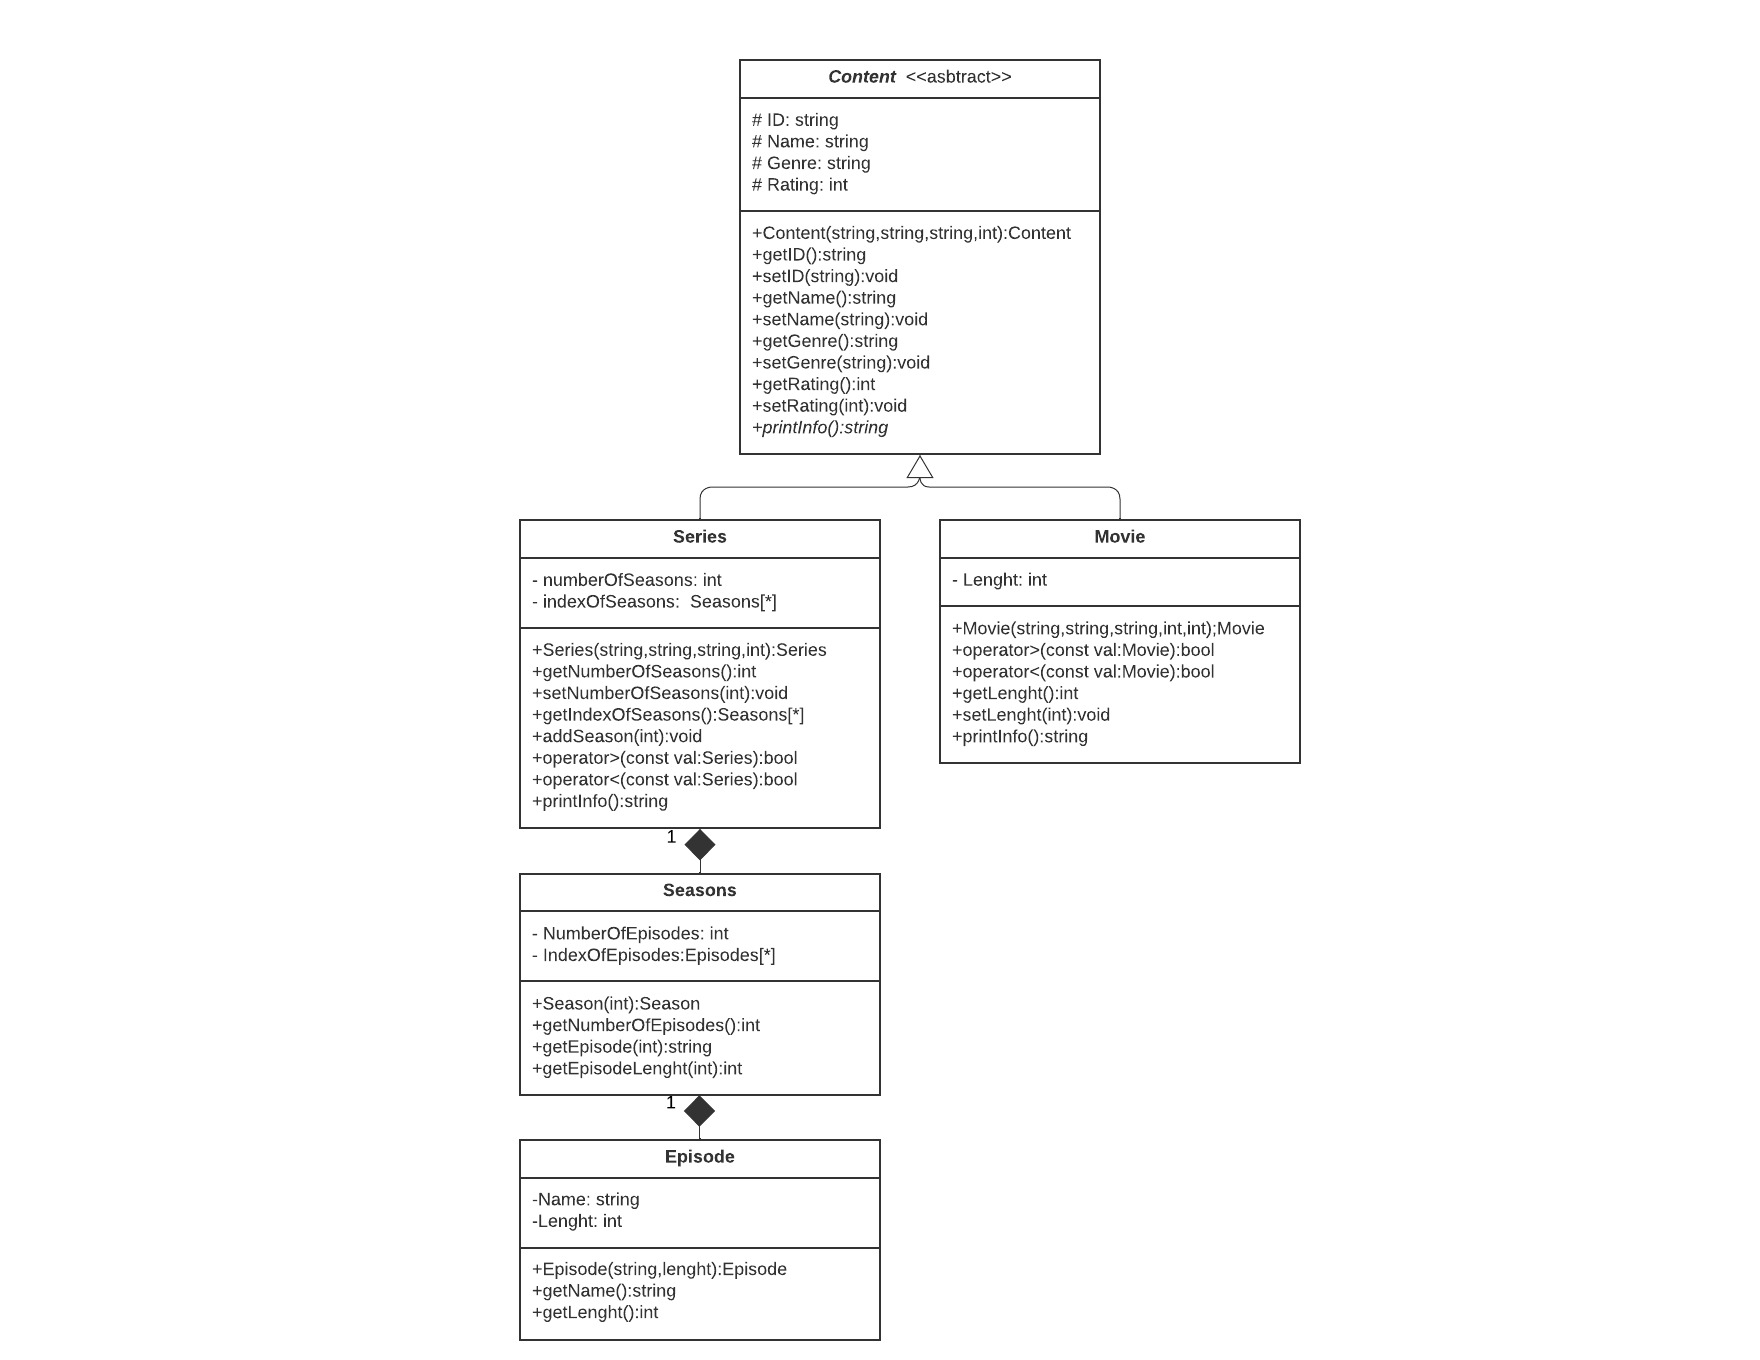 Content <<asbtract>>
# ID: string
# Name: string
# Genre: string
# Rating: int
+Content(string,string,string,int):Content
+getID():string
+setID(string):void
+getName():string
+setName(string):void
+getGenre():string
+setGenre(string):void
+getRating():int
+setRating(int):void
+printInfo():string
Series
- numberOfSeasons: int
- indexOfSeasons:  Seasons[*]
+Series(string,string,string,int):Series
+getNumberOfSeasons():int
+setNumberOfSeasons(int):void
+getIndexOfSeasons():Seasons[*]
+addSeason(int):void
+operator>(const val:Series):bool
+operator<(const val:Series):bool
+printInfo():string
Movie
- Lenght: int
+Movie(string,string,string,int,int);Movie
+operator>(const val:Movie):bool
+operator<(const val:Movie):bool
+getLenght():int
+setLenght(int):void
+printInfo():string
1
Seasons
- NumberOfEpisodes: int
- IndexOfEpisodes:Episodes[*]
+Season(int):Season
+getNumberOfEpisodes():int
+getEpisode(int):string
+getEpisodeLenght(int):int
1
Episode
-Name: string
-Lenght: int
+Episode(string,lenght):Episode
+getName():string
+getLenght():int